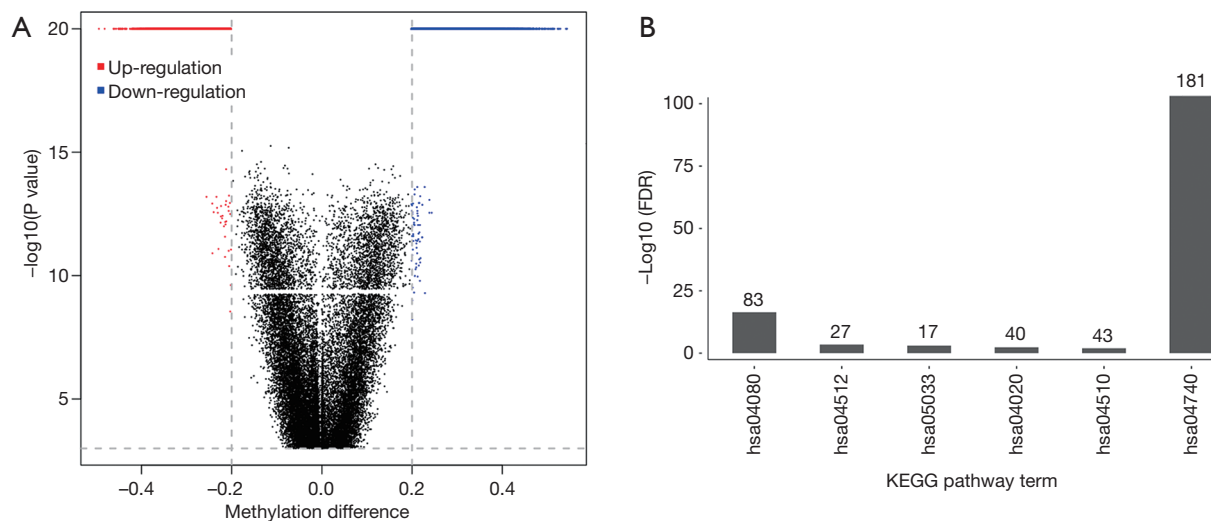 A
20
15
10
5
−log10(P value)
Up-regulation
Down-regulation
−0.4
−0.2
0.0
0.2
0.4
Methylation difference
B
100
75
50
25
0
−Log10 (FDR)
83
27
17
40
43
181
hsa04080
hsa04512
hsa05033
hsa04020
hsa04510
hsa04740
KEGG pathway term